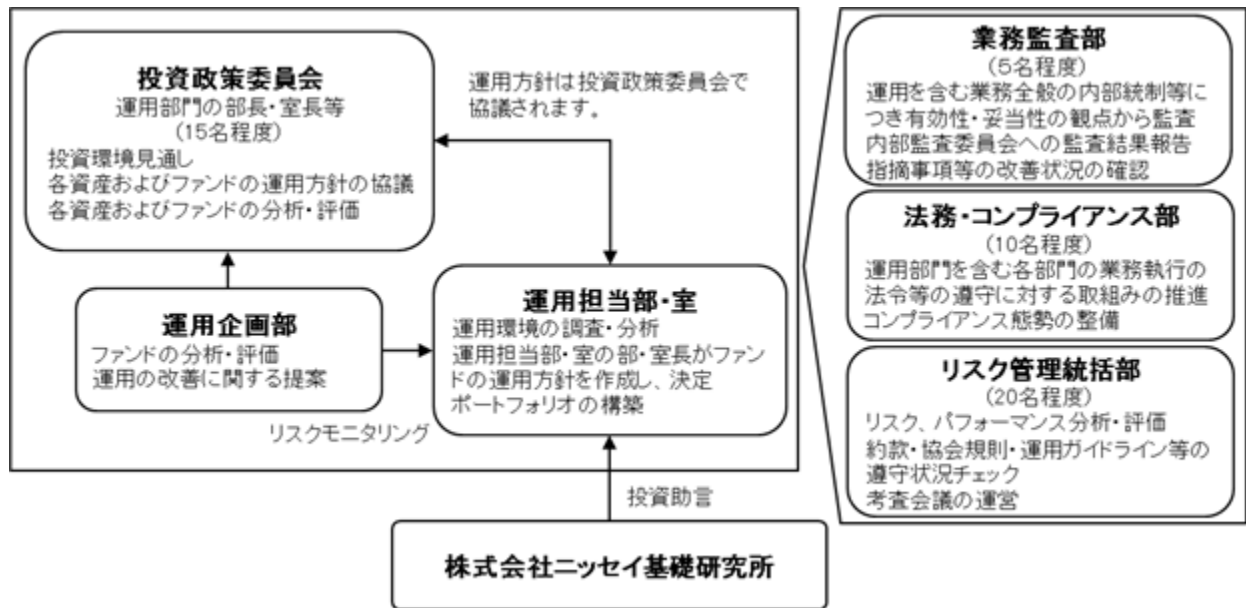 投資政策委員会
運用部門の部長・室長等
(15名程度)
投資環境見通し
各資産およびファンドの運用方針の協議
各資産およびファンドの分析・評価
運用方針は投資政策委員会で
協議されます。
運用企画部
ファンドの分析・評価
運用の改善に関する提案
リスクモニタリング
運用担当部・室
運用環境の調査・分析
運用担当部・室の部・室長がファン
ドの運用方針を作成し、決定
ポートフォリオの構築
投資助言
株式会社ニッセイ基礎研究所
業務監査部
(5名程度)
運用を含む業務全般の内部統制等に
つき有効性・妥当性の観点から監査
内部監査委員会への監査結果報告
指摘事項等の改善状況の確認
法務・コンプライアンス部
(10名程度)
運用部門を含む各部門の業務執行の
法令等の遵守に対する取組みの推進
コンプライアンス態勢の整備
リスク管理統括部
(20名程度)
リスク、パフォーマンス分析・評価
約款・協会規則・運用ガイドライン等の
遵守状況チェック
考査会議の運営